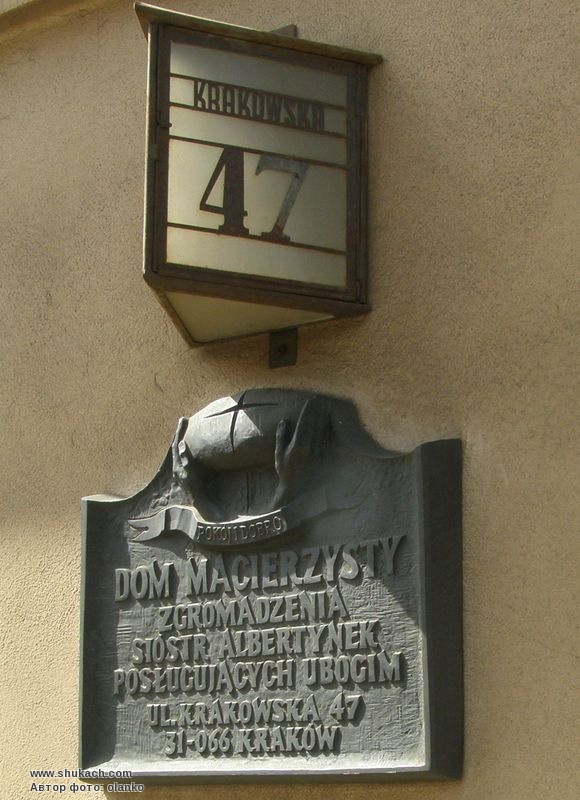 KRAKOWSKA
47
POKÓJ I DOBRO
DOM MACIERZYSTY
ZGROMADZENIA
SIÓSTR ALBERTYNEK
POSŁUGUJĄCYCH UBOGIM
UL. KRAKOWSKA 47
31-066 KRAKÓW
www.shukach.com
Автор фото: olanko